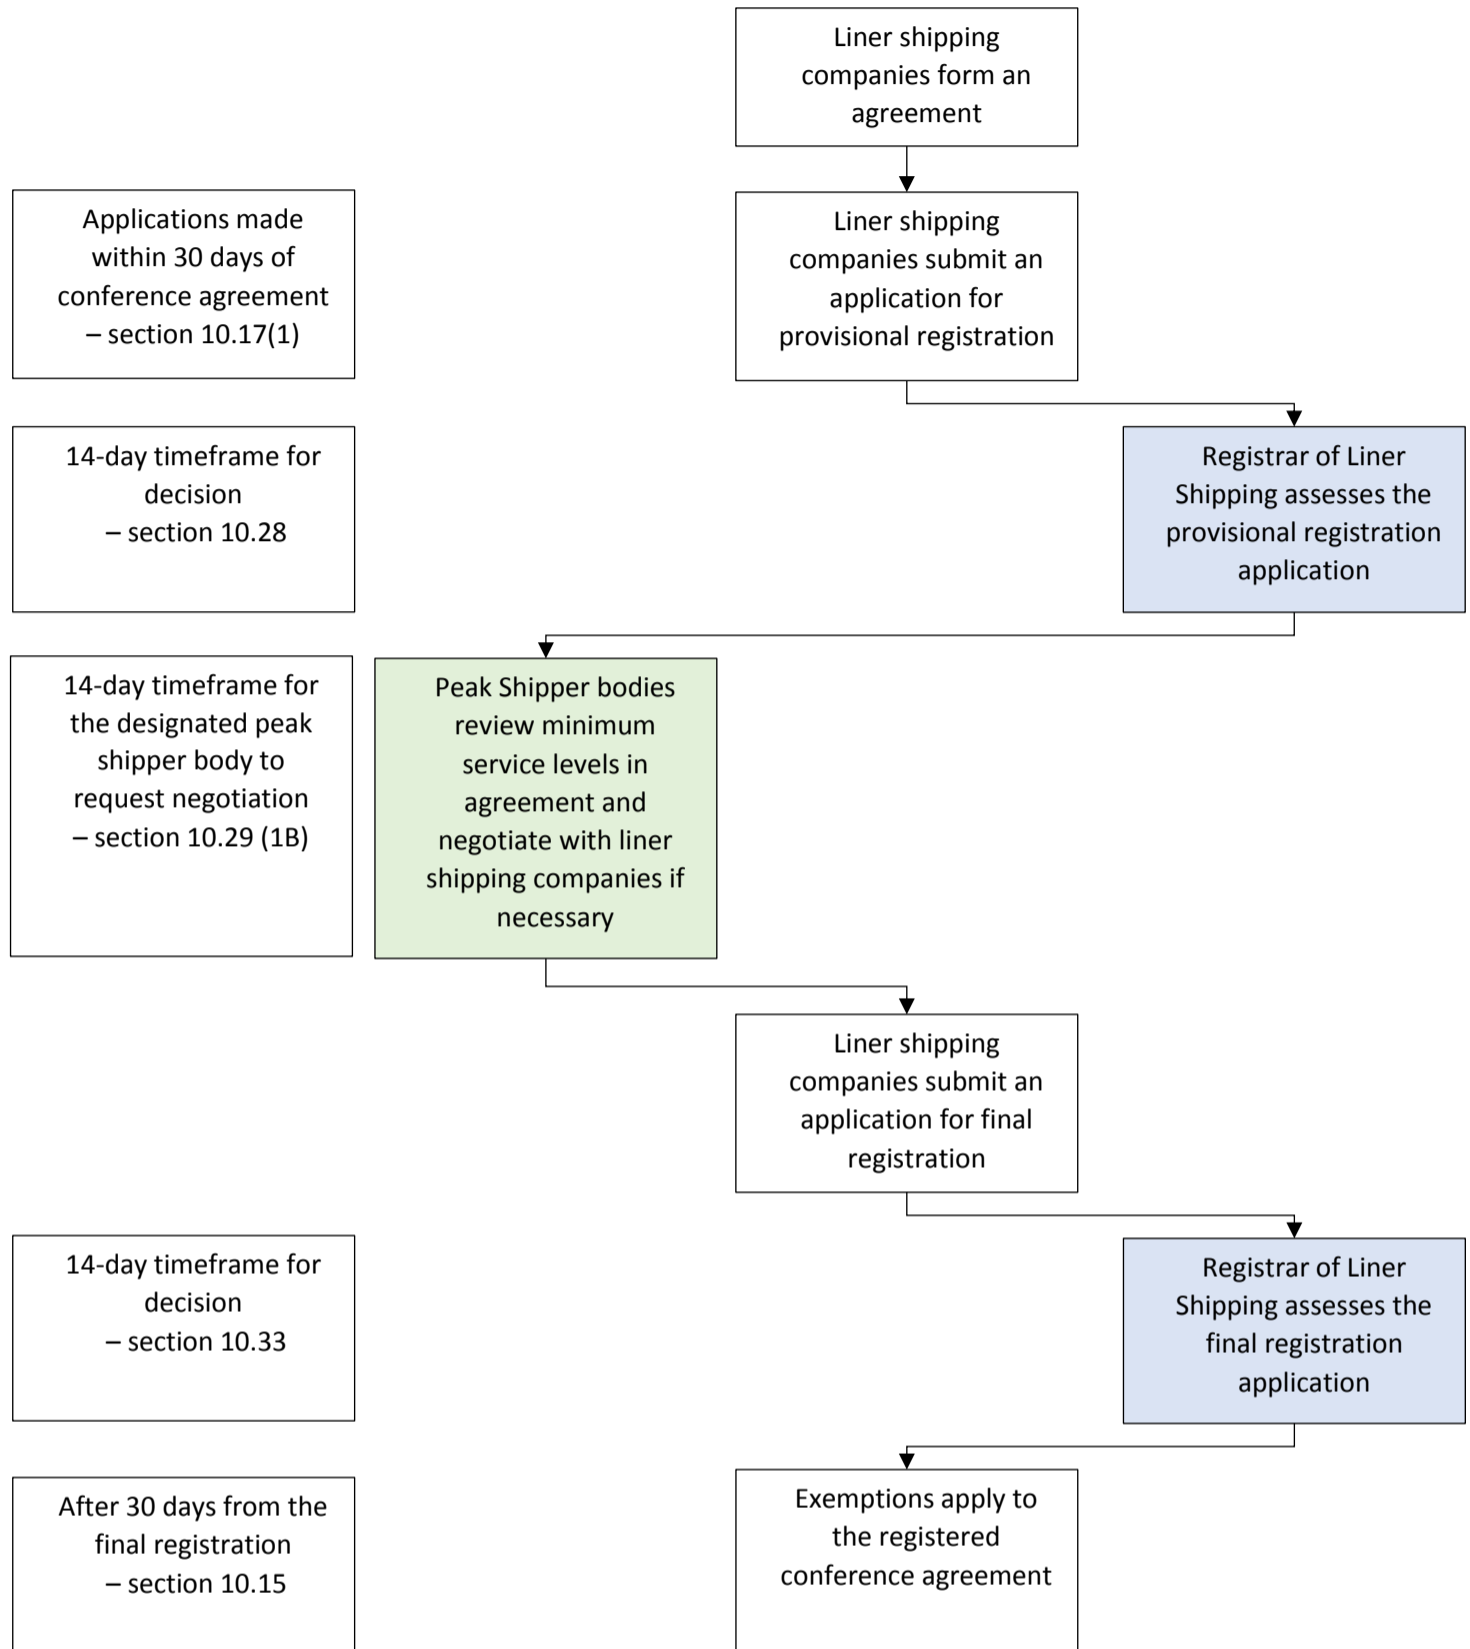 Liner shipping
companies form an
agreement
Applications made
within 30 days of
conference agreement
– section 10.17(1)
Liner shipping
companies submit an
application for
provisional registration
14-day timeframe for
decision
– section 10.28
Registrar of Liner
Shipping assesses the
provisional registration
application
14-day timeframe for
the designated peak
shipper body to
request negotiation
– section 10.29 (1B)
Peak Shipper bodies
review minimum
service levels in
agreement and
negotiate with liner
shipping companies if
necessary
Liner shipping
companies submit an
application for final
registration
14-day timeframe for
decision
– section 10.33
Registrar of Liner
Shipping assesses the
final registration
application
After 30 days from the
final registration
– section 10.15
Exemptions apply to
the registered
conference agreement